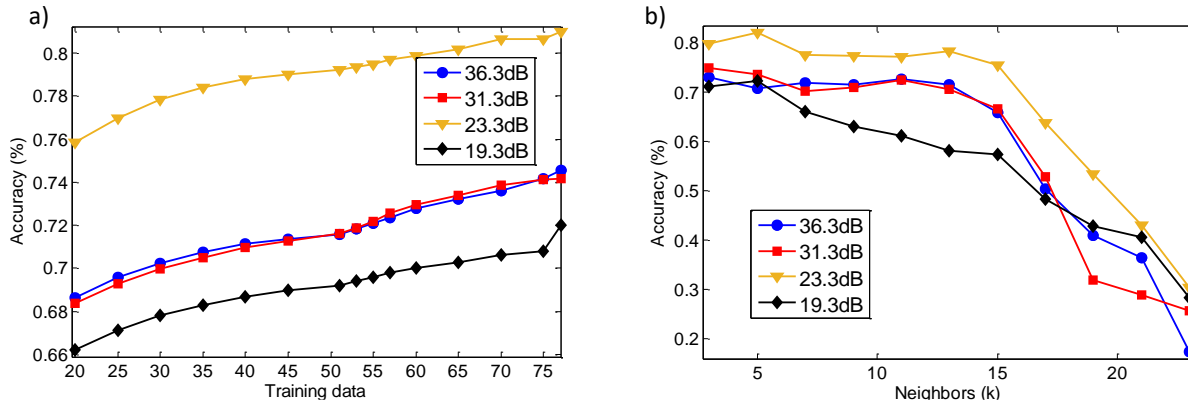 a)
0.8
0.78
0.76
0.74
0.72
0.7
0.68
0.66
Accuracy (%)
36.3dB
31.3dB
23.3dB
19.3dB
20 25 30 35 40 45 50 55 60 65 70 75
Training data
b)
0.8
0.7
0.6
0.5
0.4
0.3
0.2
Accuracy (%)
36.3dB
31.3dB
23.3dB
19.3dB
5 10 15 20
Neighbors (k)